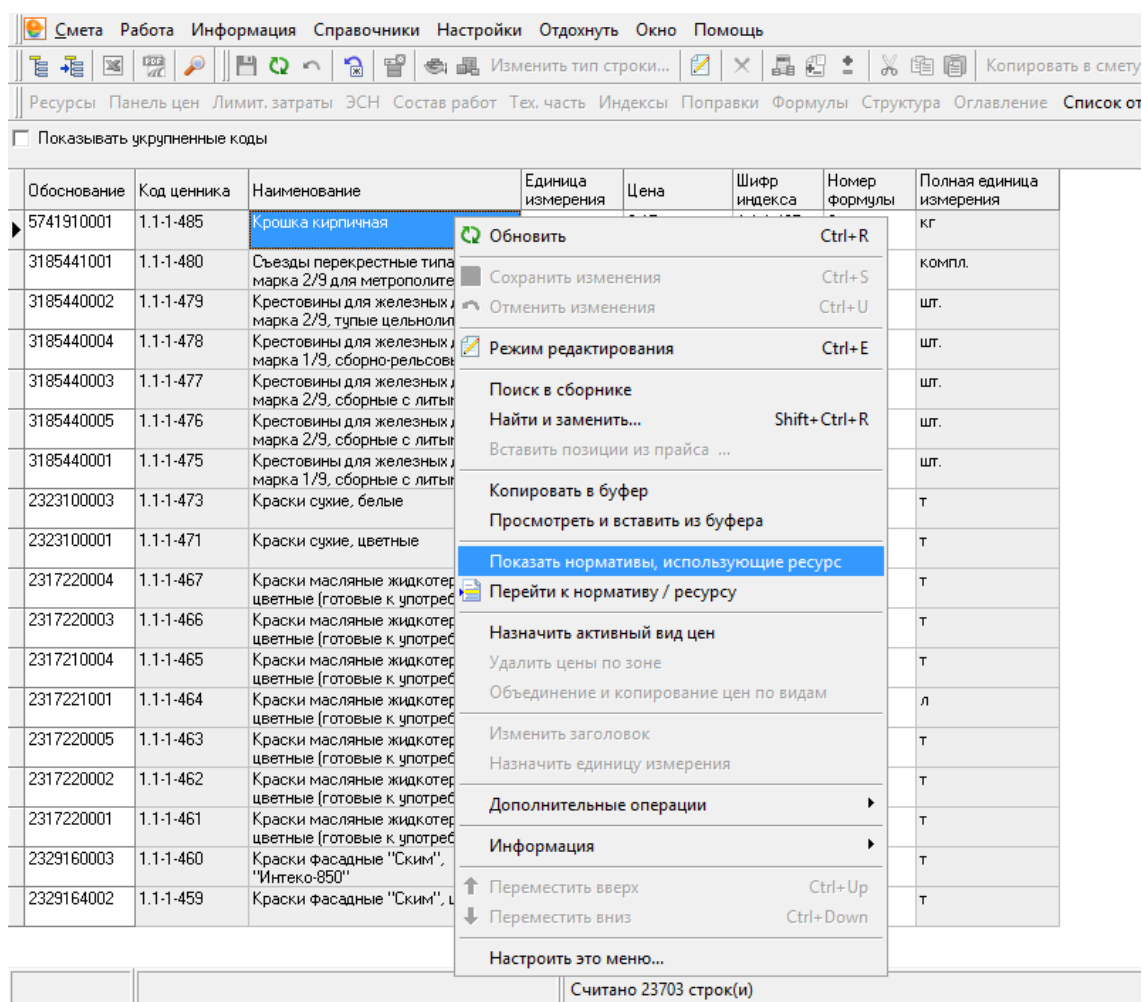 Смета Работа Информация Справочники Настройки Отдохнуть Окно Помощь
Изменить тип строки... Копировать в смету
Ресурсы Панель цен Лимит. затраты ЭСН Состав работ Тех. часть Индексы Поправки Формулы Структура Оглавление Список от
Показывать укрупненные коды
Обоснование Код ценника Наименование Единица измерения Цена Шифр индекса Номер формулы Полная единица измерения
5741910001 1.1-1-485 Крошка кирпичная кг
3185441001 1.1-1-480 Съезды перекрестные типа
марка 2/9 для метрополите компл.
3185440002 1.1-1-479 Крестовины для железных
марка 2/9, тупые цельнолит шт.
3185440004 1.1-1-478 Крестовины для железных
марка 1/9, сборно-рельсовы шт.
3185440003 1.1-1-477 Крестовины для железных
марка 2/9, сборные с литы шт.
3185440005 1.1-1-476 Крестовины для железных
марка 2/9, сборные с литы шт.
3185440001 1.1-1-475 Крестовины для железных
марка 1/9, сборные с литы шт.
2323100003 1.1-1-473 Краски сухие, белые т
2323100001 1.1-1-471 Краски сухие, цветные т
2317220004 1.1-1-467 Краски масляные жидкотер
цветные (готовые к употреб т
2317220003 1.1-1-466 Краски масляные жидкотер
цветные (готовые к употреб т
2317210004 1.1-1-465 Краски масляные жидкотер
цветные (готовые к употреб т
2317221001 1.1-1-464 Краски масляные жидкотер
цветные (готовые к употреб л
2317220005 1.1-1-463 Краски масляные жидкотер
цветные (готовые к употреб т
2317220002 1.1-1-462 Краски масляные жидкотер
цветные (готовые к употреб т
2317220001 1.1-1-461 Краски масляные жидкотер
цветные (готовые к употреб т
2329160003 1.1-1-460 Краски фасадные "Ским",
"Интеко-850" т
2329164002 1.1-1-459 Краски фасадные "Ским", ц т
Обновить Ctrl+R
Сохранить изменения Ctrl+S
Отменить изменения Ctrl+U
Режим редактирования Ctrl+E
Поиск в сборнике
Найти и заменить... Shift+Ctrl+R
Вставить позиции из прайса ...
Копировать в буфер
Просмотреть и вставить из буфера
Показать нормативы, использующие ресурс
Перейти к нормативу / ресурсу
Назначить активный вид цен
Удалить цены по зоне
Объединение и копирование цен по видам
Изменить заголовок
Назначить единицу измерения
Дополнительные операции
Информация
Переместить вверх Ctrl+Up
Переместить вниз Ctrl+Down
Настроить это меню...
Считано 23703 строк(и)